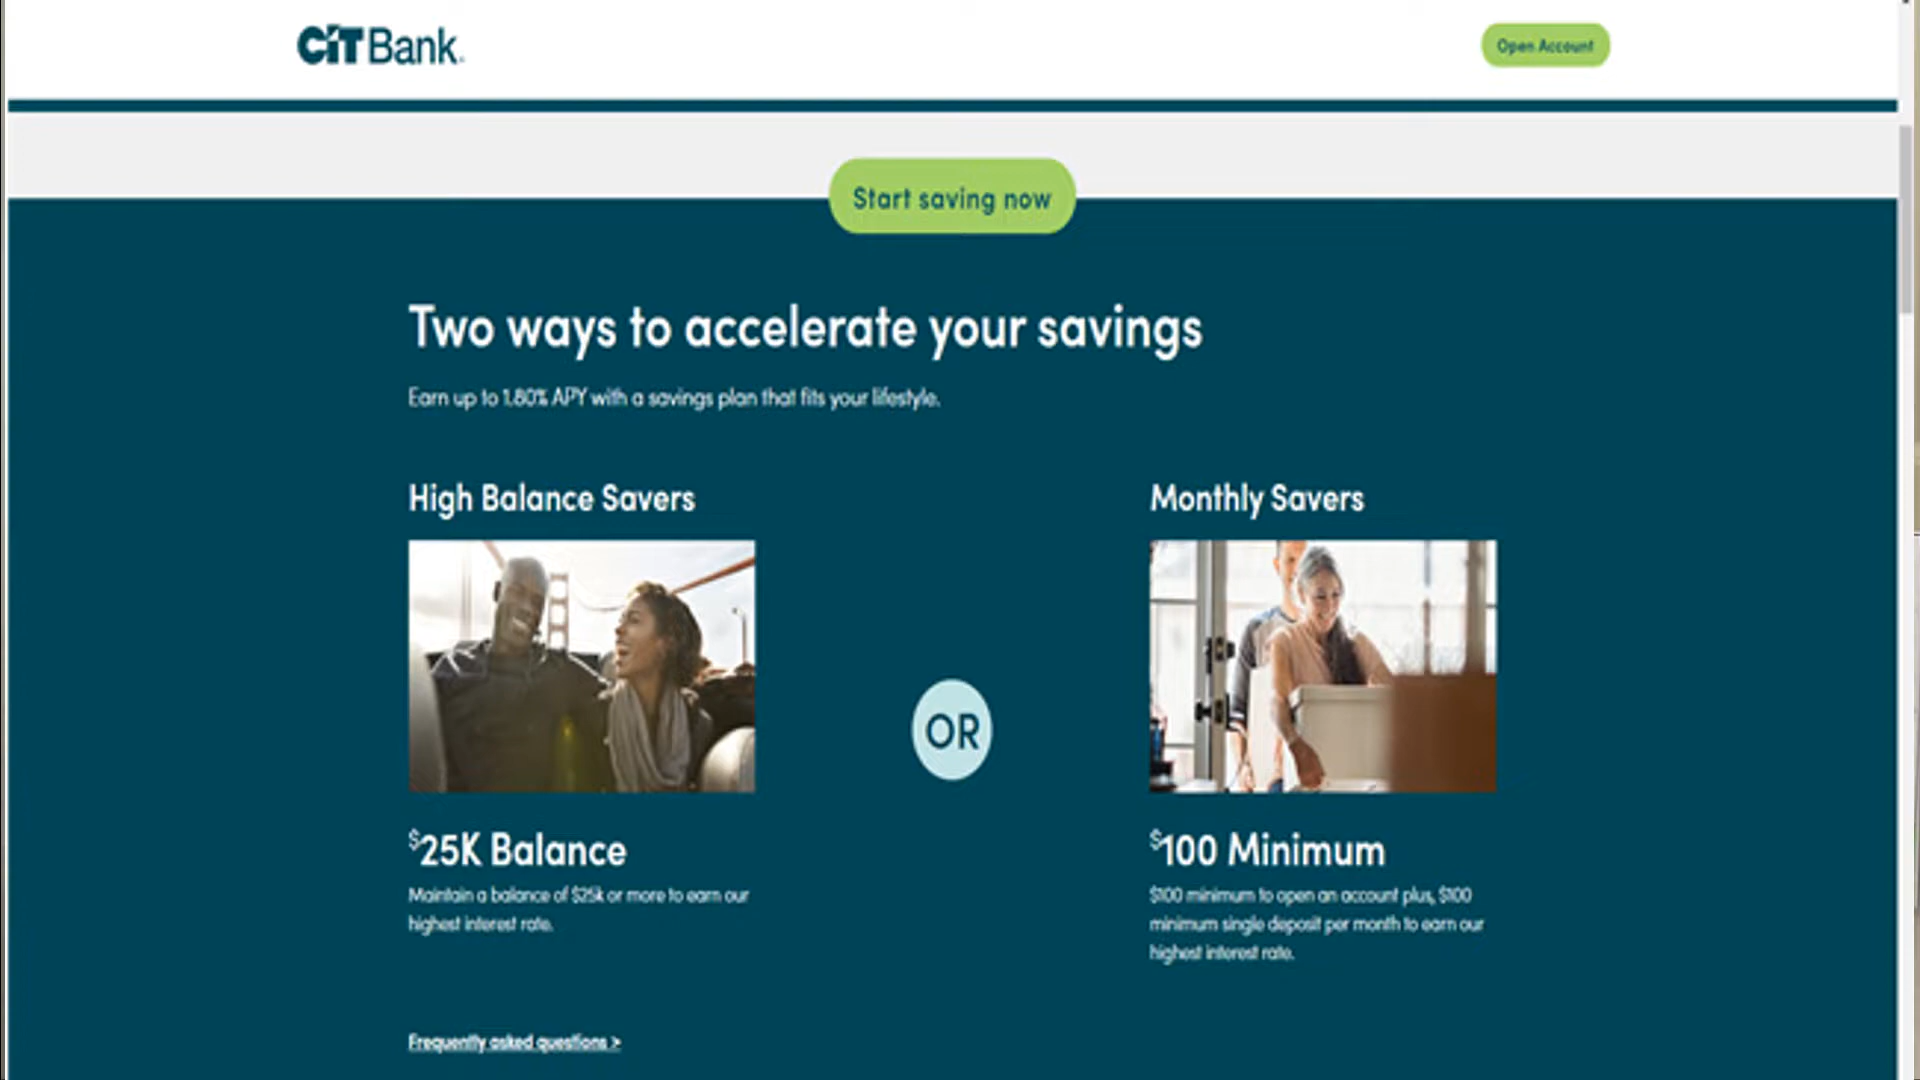 CIT Bank
Open Account
Start saving now
Two ways to accelerate your savings
Earn up to 1.80% APY with a savings plan that fits your lifestyle.
High Balance Savers
Monthly Savers
OR
$25K Balance
Maintain a balance of $25k or more to earn our
highest interest rate.
$100 Minimum
$100 minimum to open an account plus, $100
minimum single deposit per month to earn our
highest interest rate.
Frequently asked questions >